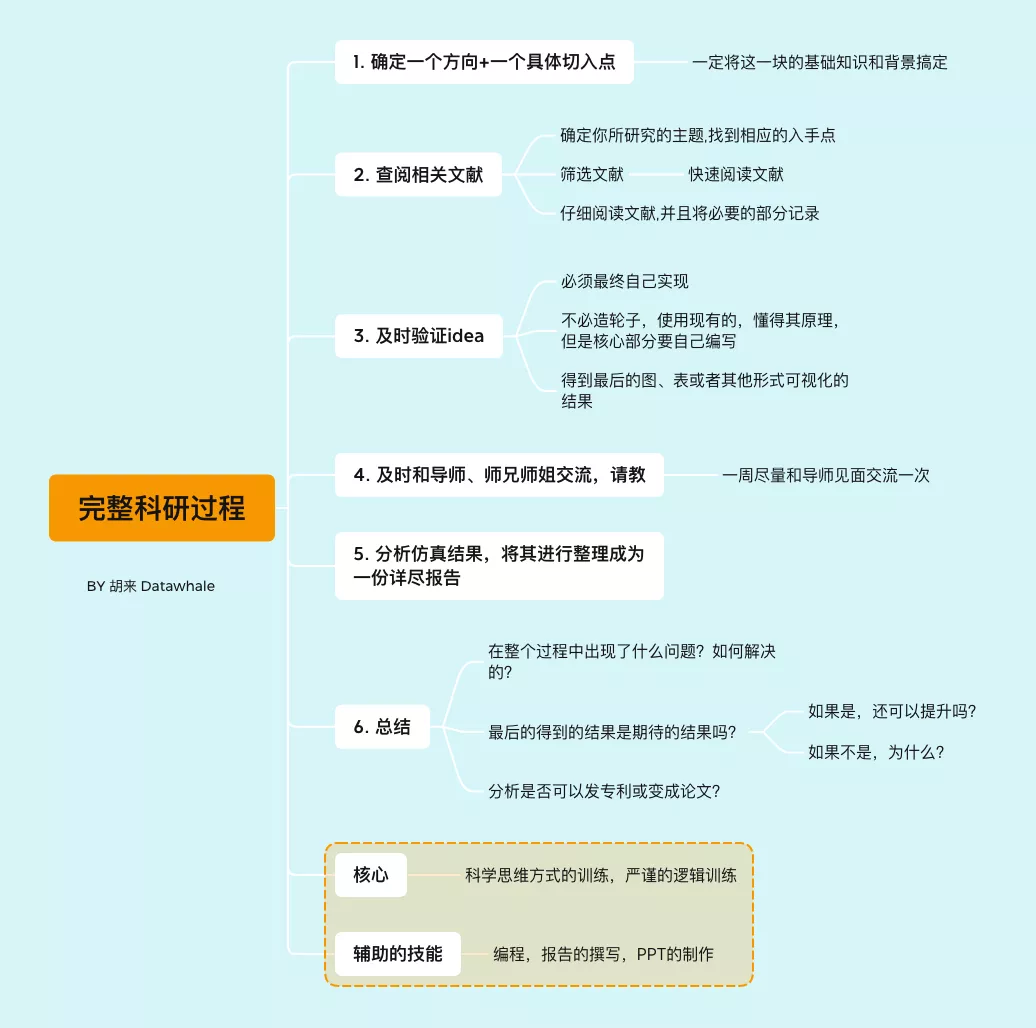 1. 确定一个方向+一个具体切入点
一定将这一块的基础知识和背景搞定
2. 查阅相关文献
确定你所研究的主题,找到相应的入手点
筛选文献
快速阅读文献
仔细阅读文献,并且将必要的部分记录
3. 及时验证idea
必须最终自己实现
不必造轮子，使用现有的，懂得其原理，
但是核心部分要自己编写
得到最后的图、表或者其他形式可视化的
结果
4. 及时和导师、师兄师姐交流，请教
一周尽量和导师见面交流一次
完整科研过程
BY 胡来 Datawhale
5. 分析仿真结果，将其进行整理成为
一份详尽报告
6. 总结
在整个过程中出现了什么问题？如何解决
的？
最后的得到的结果是期待的结果吗？
如果是，还可以提升吗？
如果不是，为什么？
分析是否可以发专利或变成论文？
核心
科学思维方式的训练，严谨的逻辑训练
辅助的技能
编程，报告的撰写，PPT的制作